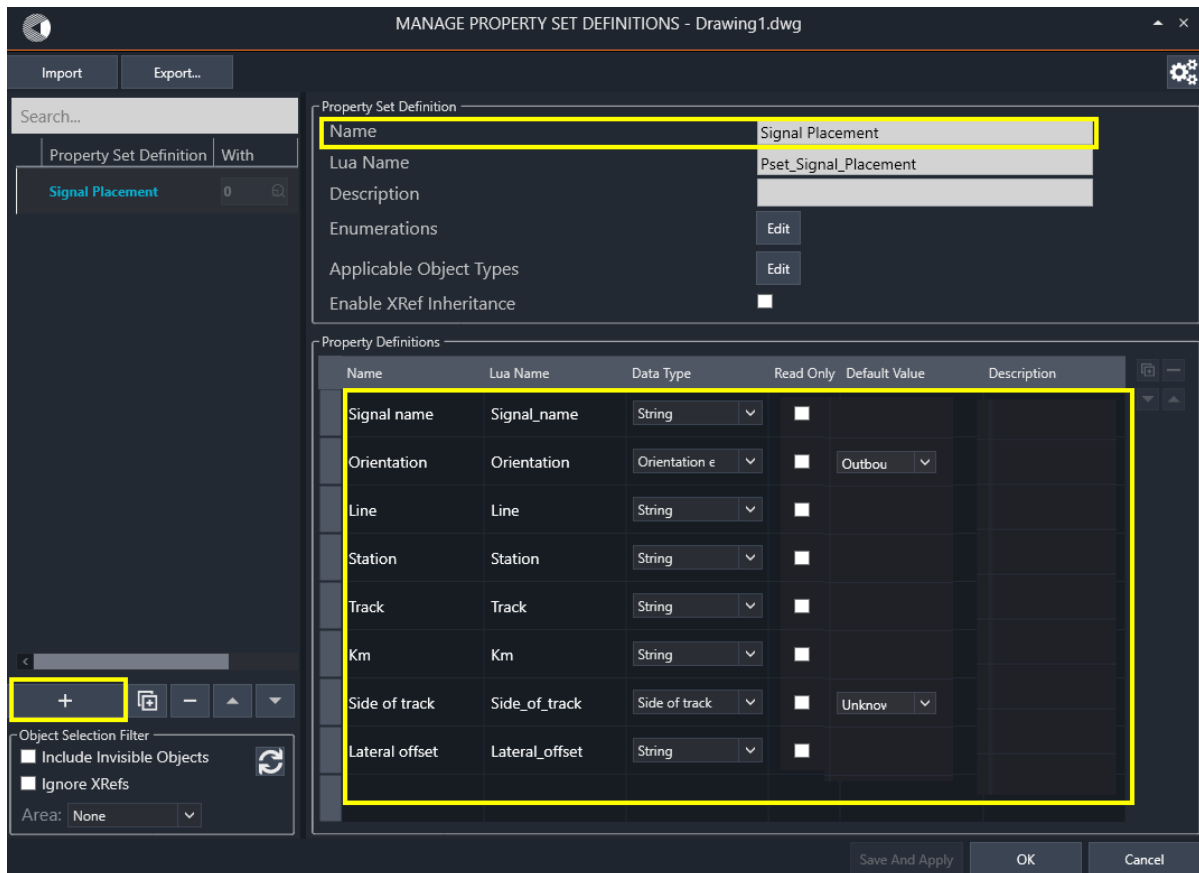 MANAGE PROPERTY SET DEFINITIONS - Drawing1.dwg
Import Export...
Search...
Property Set Definition With
Signal Placement 0
Property Set Definition
Name Signal Placement
Lua Name Pset_Signal_Placement
Description
Enumerations Edit
Applicable Object Types Edit
Enable XRef Inheritance
Property Definitions
Name Lua Name Data Type Read Only Default Value Description
Signal name Signal_name String
Orientation Orientation Orientation e Outbou
Line Line String
Station Station String
Track Track String
Km Km String
Side of track Side_of_track Side of track Unknov
Lateral offset Lateral_offset String
+
Object Selection Filter
Include Invisible Objects
Ignore XRefs
Area: None
Save And Apply OK Cancel